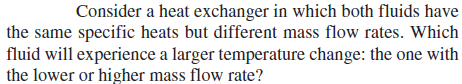 Consider a heat exchanger in which both fluids have
the same specific heats but different mass flow rates. Which
fluid will experience a larger temperature change: the one with
the lower or higher mass flow rate?